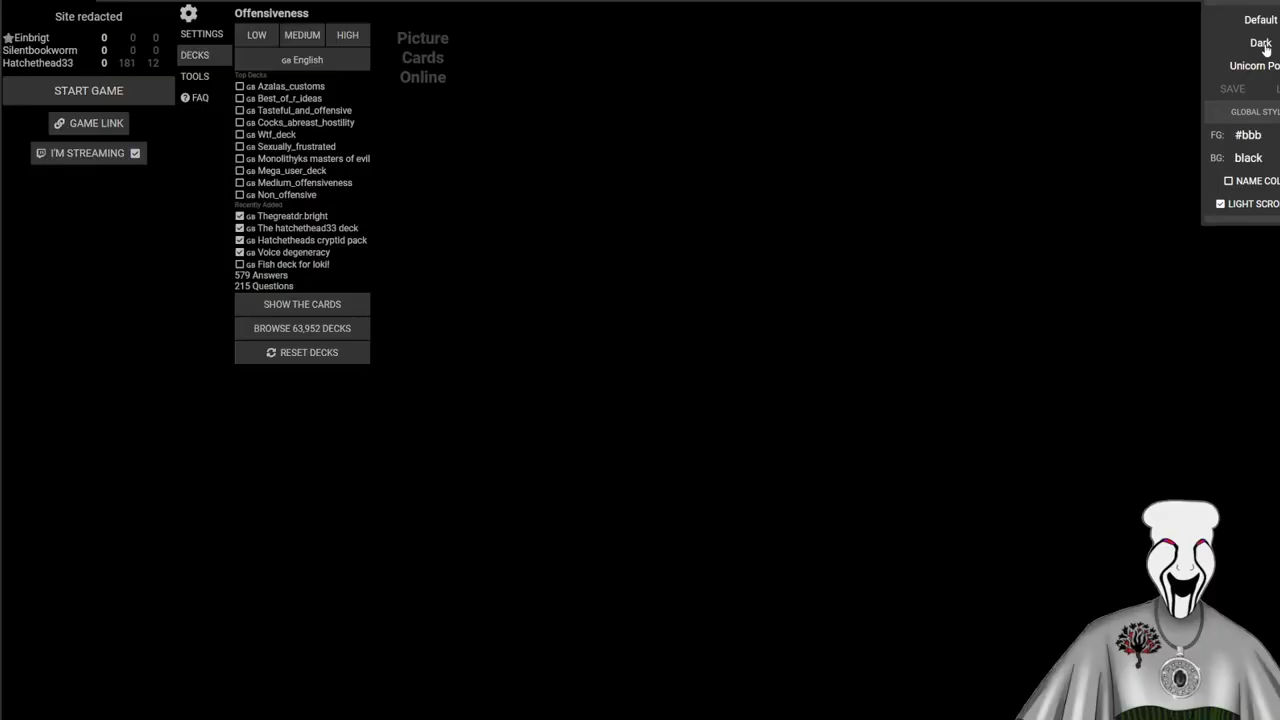 Site redacted
Einbrigt 0 0 0
Silentbookworm 0 0 0
Hatchethead33 0 181 12
START GAME
GAME LINK
I'M STREAMING
SETTINGS
DECKS
TOOLS
FAQ
Offensiveness
LOW MEDIUM HIGH
GB English
Top Decks
GB Azalas_customs
GB Best_of_r_ideas
GB Tasteful_and_offensive
GB Cocks_abreast_hostility
GB Wtf_deck
GB Sexually_frustrated
GB Monolithyks masters of evil
GB Mega_user_deck
GB Medium_offensiveness
GB Non_offensive
Recently Added
GB Thegreatdr.bright
GB The hatchethead33 deck
GB Hatchetheads cryptid pack
GB Voice degeneracy
GB Fish deck for loki!
579 Answers
215 Questions
SHOW THE CARDS
BROWSE 63,952 DECKS
RESET DECKS
Picture
Cards
Online
Default
Dark
Unicorn Po
SAVE L
GLOBAL STYL
FG: #bbb
BG: black
NAME COL
LIGHT SCRO